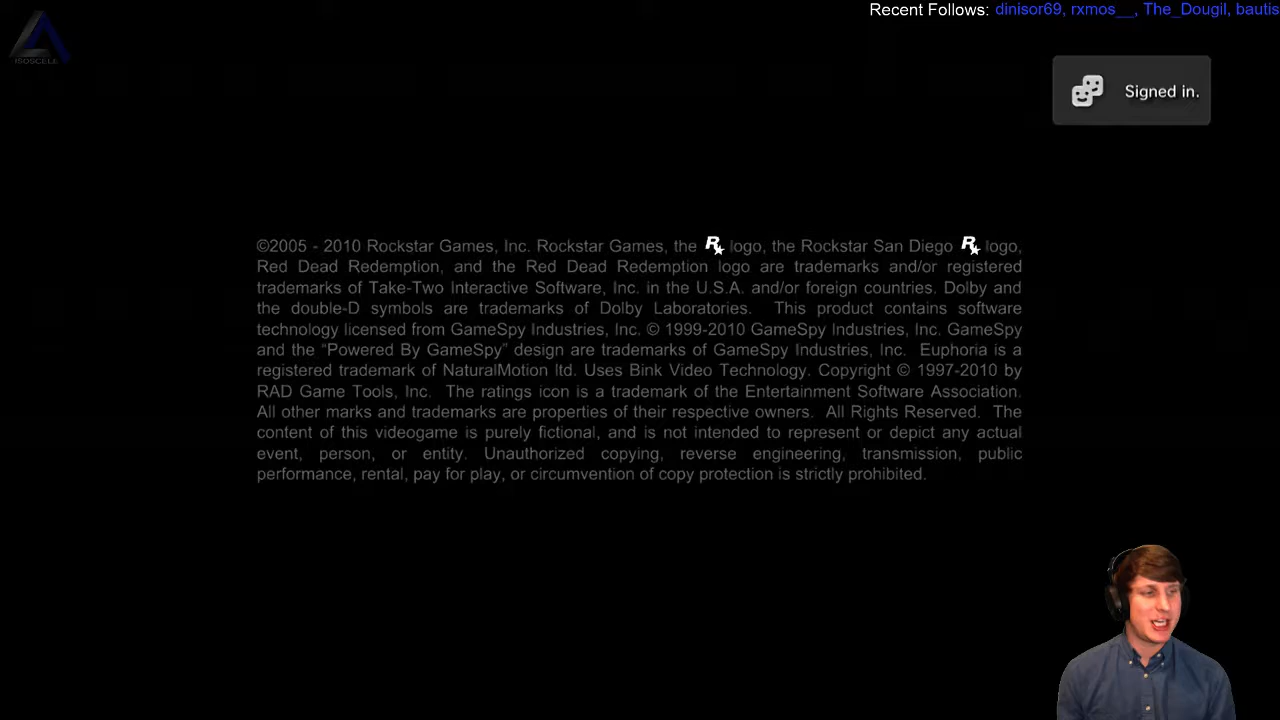 Recent Follows: dinisor69, rxmos__, The_Dougil, bautis
ISOSCELE
Signed in.
©2005 - 2010 Rockstar Games, Inc. Rockstar Games, the R logo, the Rockstar San Diego R logo,
Red Dead Redemption, and the Red Dead Redemption logo are trademarks and/or registered
trademarks of Take-Two Interactive Software, Inc. in the U.S.A. and/or foreign countries. Dolby and
the double-D symbols are trademarks of Dolby Laboratories. This product contains software
technology licensed from GameSpy Industries, Inc. © 1999-2010 GameSpy Industries, Inc. GameSpy
and the “Powered By GameSpy” design are trademarks of GameSpy Industries, Inc. Euphoria is a
registered trademark of NaturalMotion ltd. Uses Bink Video Technology. Copyright © 1997-2010 by
RAD Game Tools, Inc. The ratings icon is a trademark of the Entertainment Software Association.
All other marks and trademarks are properties of their respective owners. All Rights Reserved. The
content of this videogame is purely fictional, and is not intended to represent or depict any actual
event, person, or entity. Unauthorized copying, reverse engineering, transmission, public
performance, rental, pay for play, or circumvention of copy protection is strictly prohibited.